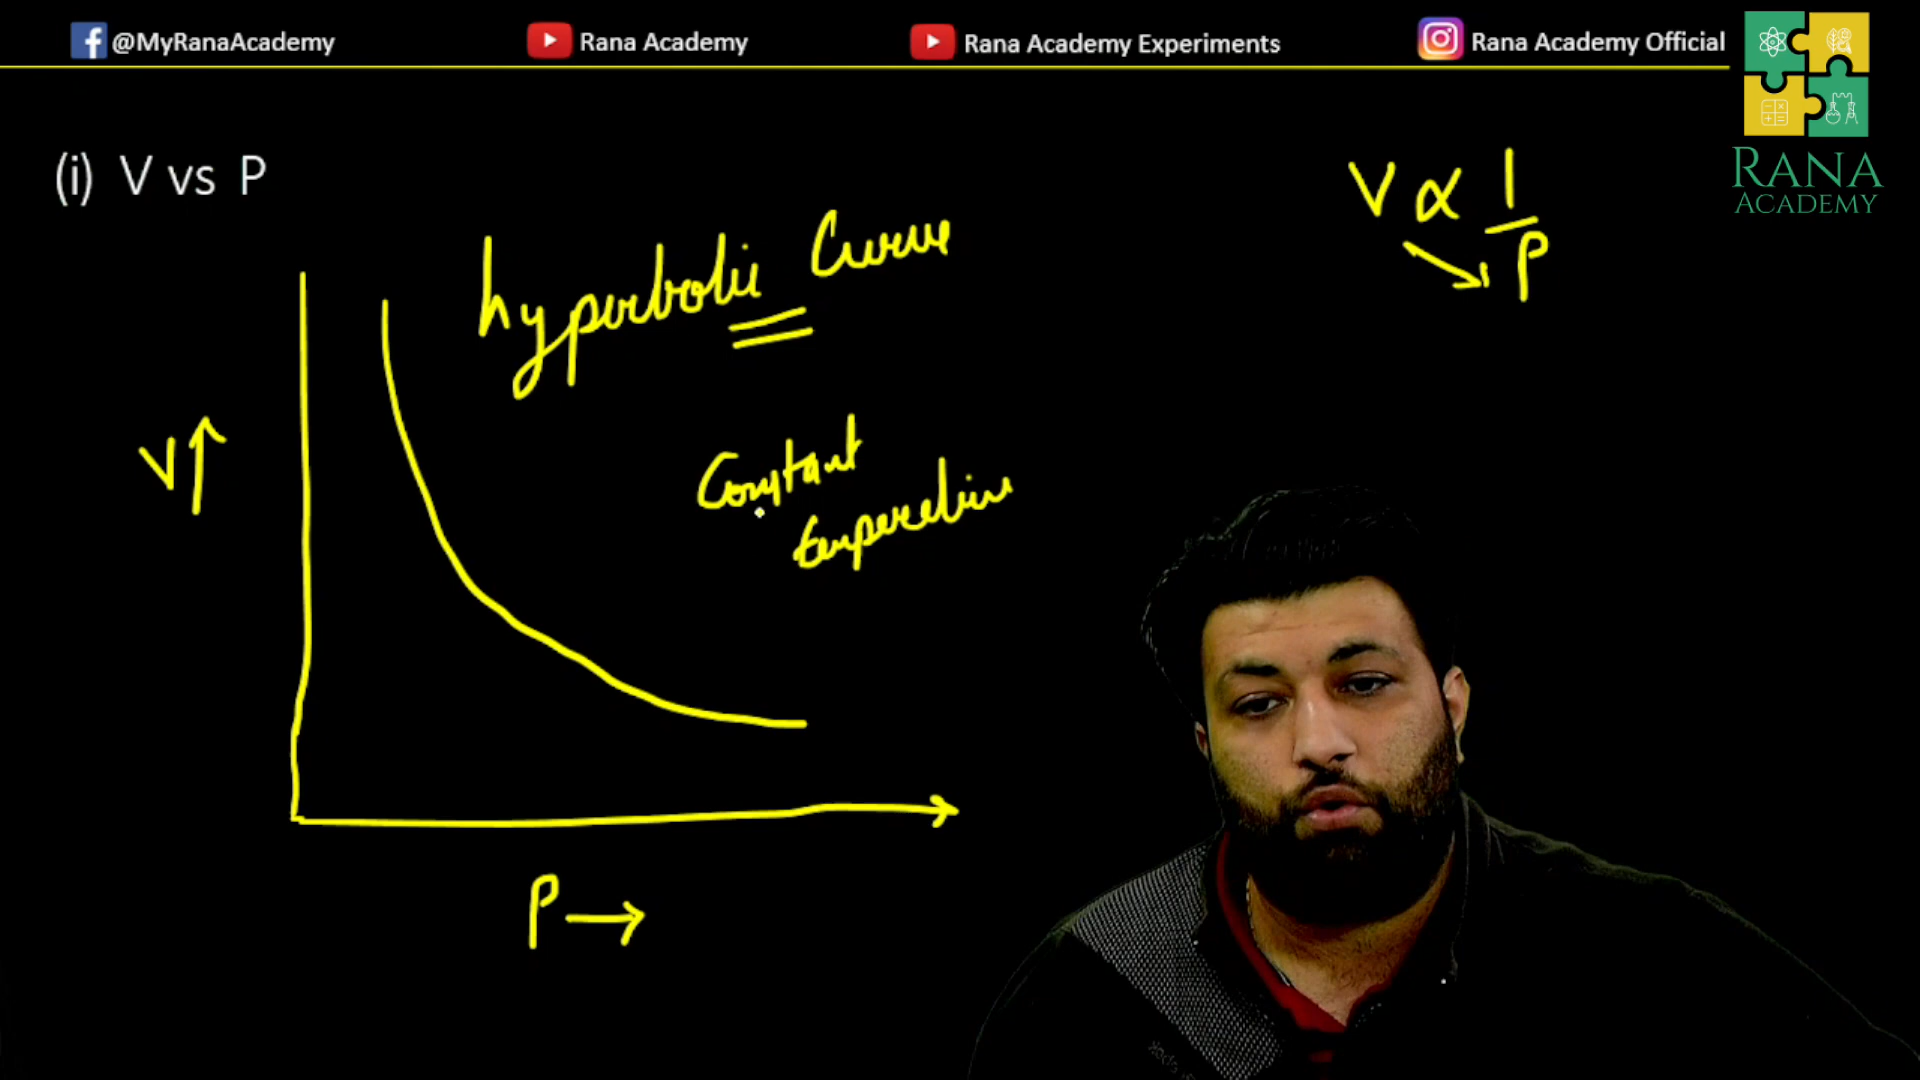 @MyRanaAcademy
Rana Academy
Rana Academy Experiments
Rana Academy Official
RANA
ACADEMY
(i) V vs P
V ∝ 1/P
hyperbolic Curve
Constant
temperature
V↑
P→